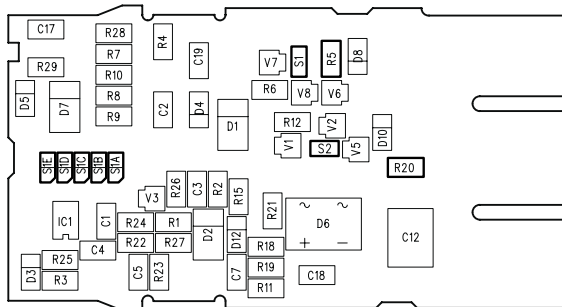 C17
R28
R4
R7
C19
V7
S1
R5
D8
R29
R10
R6
V8
V6
D5
D7
R8
C2
D4
D1
R9
R12
V2
D10
V1
S2
V5
S1E
S1D
S1C
S1B
S1A
R20
V3
R26
C3
R2
R15
IC1
C1
R24
R1
D2
R21
~ ~
D6
+ −
C12
R22
R27
D12
R18
C4
D3
R25
C5
R23
C7
R19
C18
R3
R11